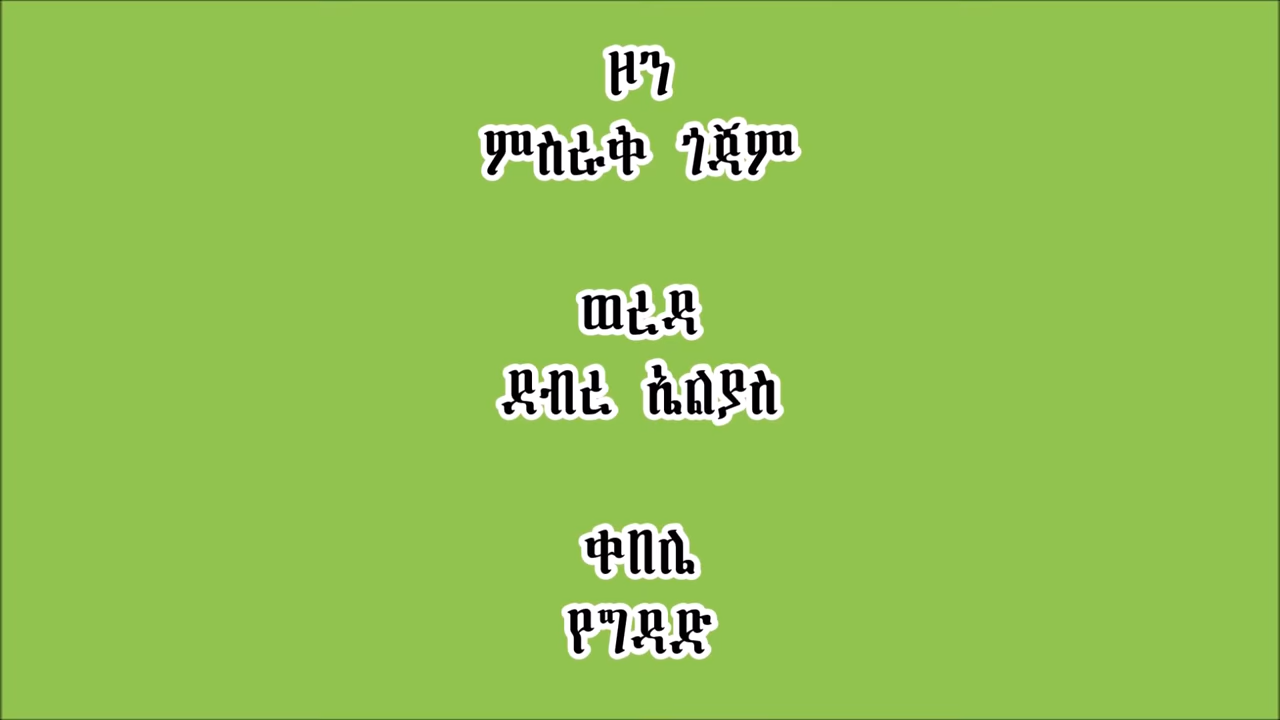 ዞን
ምስራቅ ጎጃም
ወረዳ
ደብረ ኤልያስ
ቀበሌ
የግዳድ